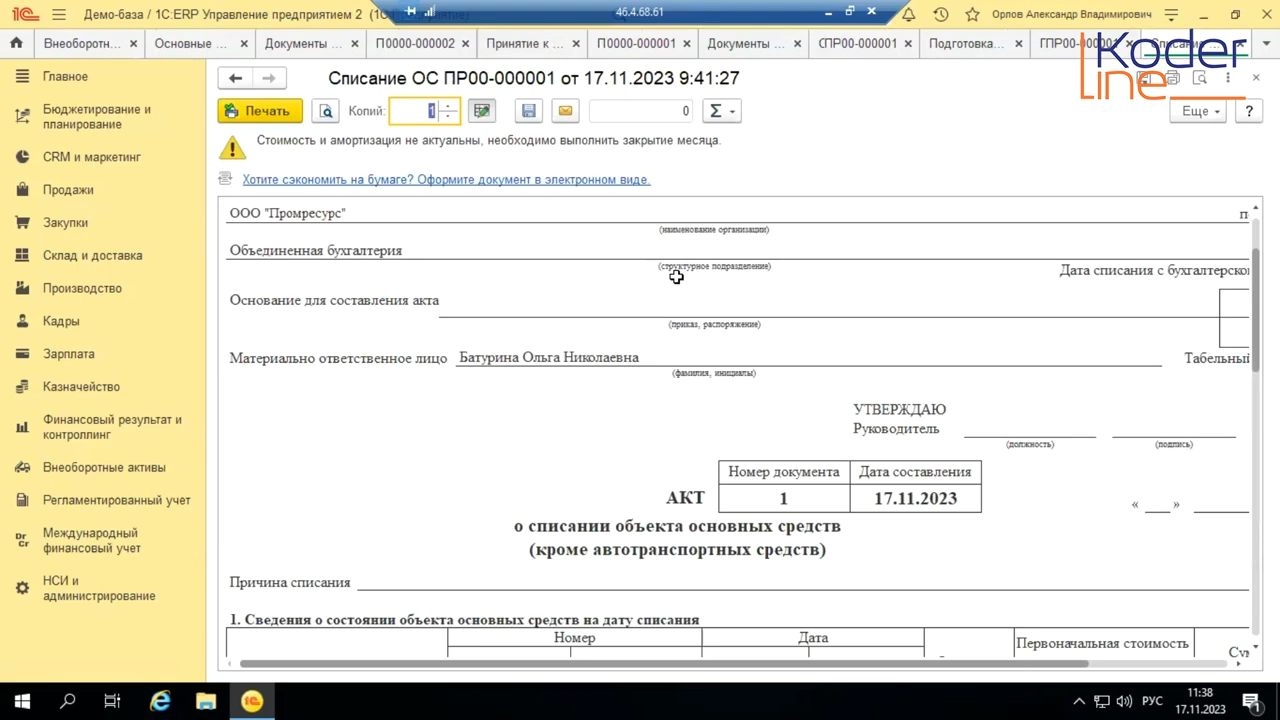 Демо-база / 1С:ERP Управление предприятием 2 (1С:Предприятие)
46.4.68.61
Орлов Александр Владимирович
Внеоборотн...
Основные ...
Документы ...
П0000-000002
Принятие к ...
П0000-000001
Документы ...
СПР00-000001
Подготовка...
ГПР00-000001
Списание ...
Koder
line
Главное
Бюджетирование и
планирование
CRM и маркетинг
Продажи
Закупки
Склад и доставка
Производство
Кадры
Зарплата
Казначейство
Финансовый результат и
контроллинг
Внеоборотные активы
Регламентированный учет
Международный
финансовый учет
НСИ и
администрирование
Списание ОС ПР00-000001 от 17.11.2023 9:41:27
Печать
Копий:
1
0
Σ
Еще
?
Стоимость и амортизация не актуальны, необходимо выполнить закрытие месяца.
Хотите сэкономить на бумаге? Оформите документ в электронном виде.
ООО "Промресурс"
(наименование организации)
Объединенная бухгалтерия
(структурное подразделение)
Дата списания с бухгалтерско
Основание для составления акта
(приказ, распоряжение)
Материально ответственное лицо Батурина Ольга Николаевна
Табельный
(фамилия, инициалы)
УТВЕРЖДАЮ
Руководитель
(должность) (подпись)
Номер документа Дата составления
АКТ 1 17.11.2023
« »
о списании объекта основных средств
(кроме автотранспортных средств)
Причина списания
1. Сведения о состоянии объекта основных средств на дату списания
Номер Дата
Первоначальная стоимость
РУС
11:38
17.11.2023